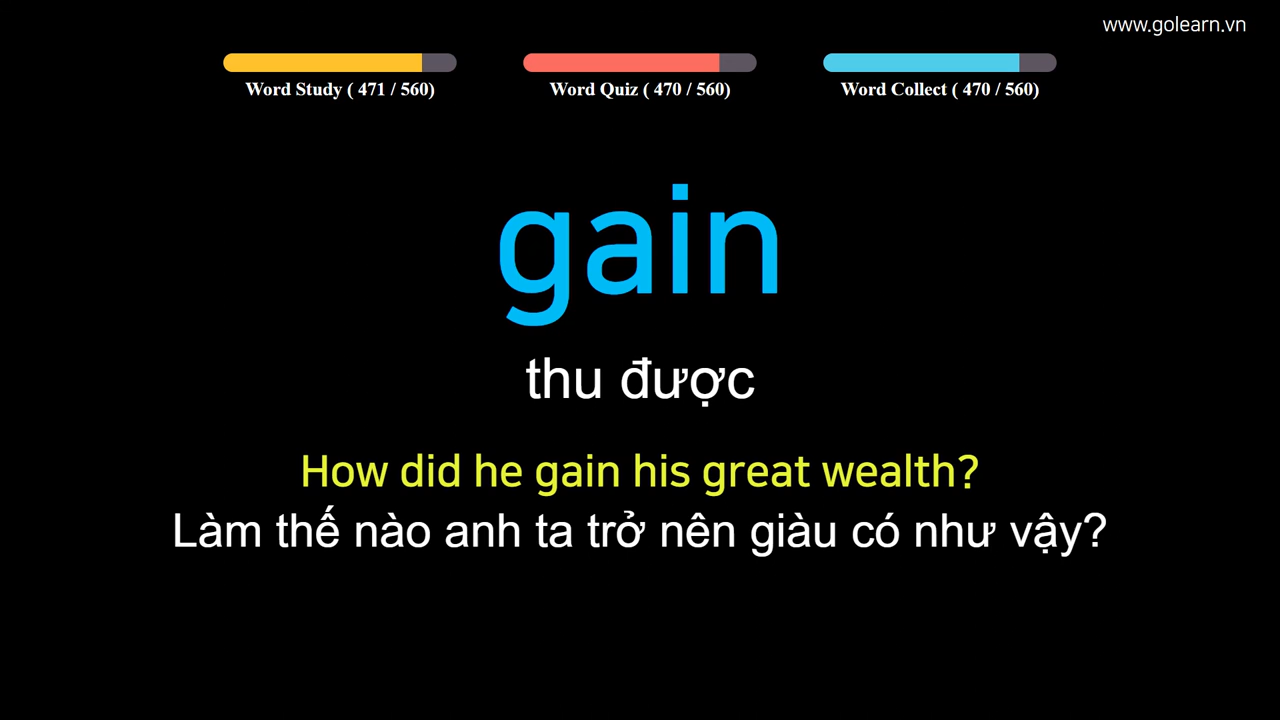 www.golearn.vn
Word Study ( 471 / 560)
Word Quiz ( 470 / 560)
Word Collect ( 470 / 560)
gain
thu được
How did he gain his great wealth?
Làm thế nào anh ta trở nên giàu có như vậy?